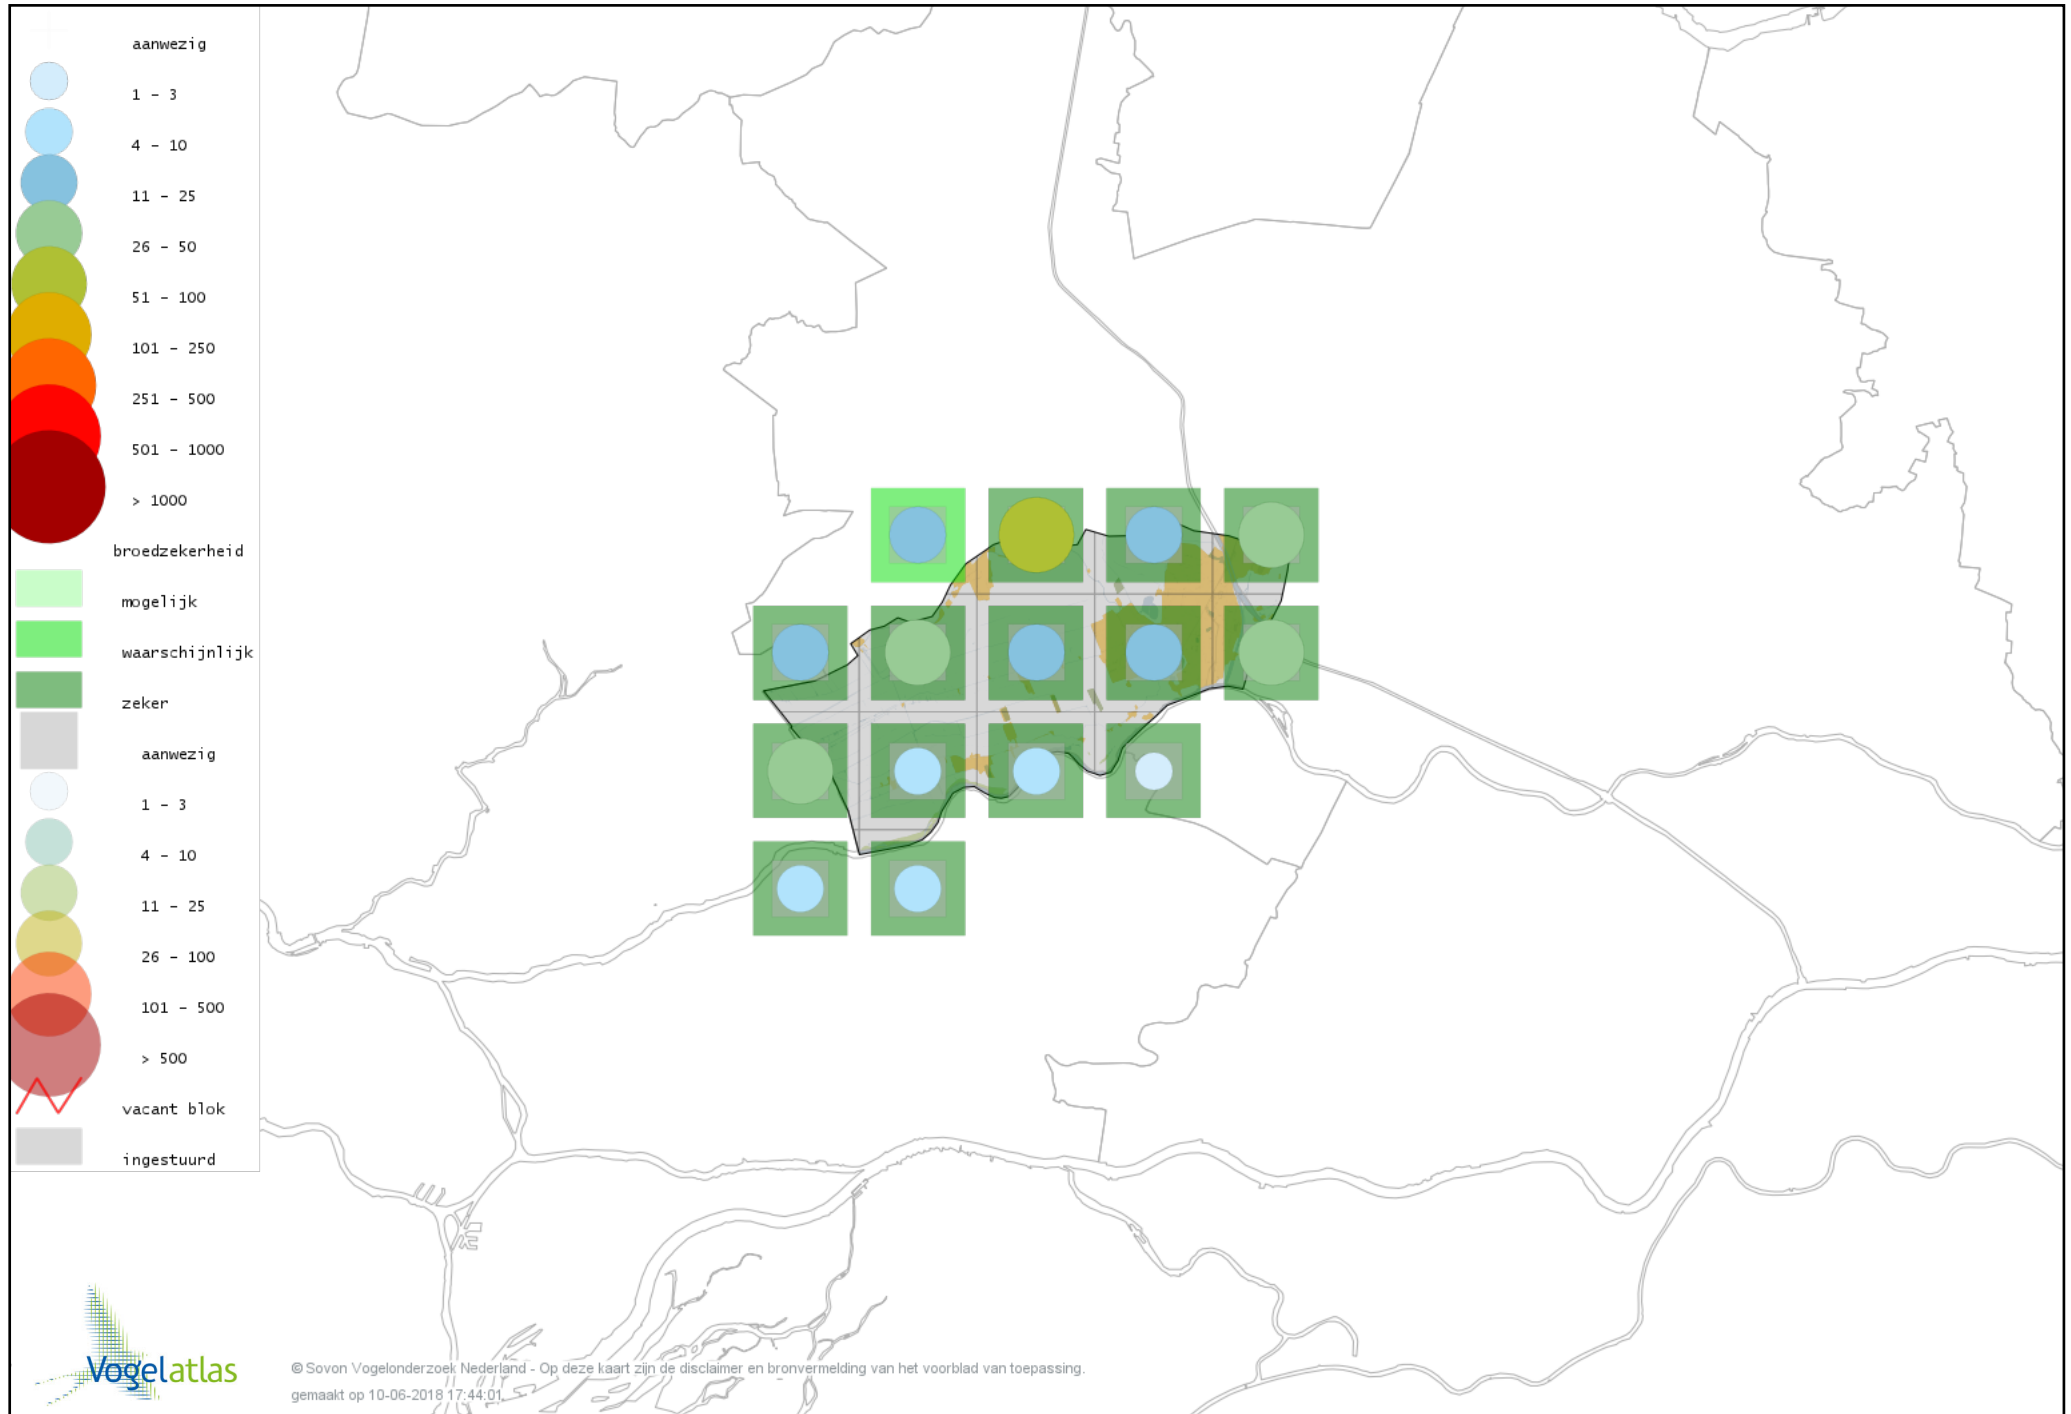 aanwezig
1 - 3
4 - 10
11 - 25
26 - 50
51 - 100
101 - 250
251 - 500
501 - 1000
> 1000
broedzekerheid
mogelijk
waarschijnlijk
zeker
aanwezig
1 - 3
4 - 10
11 - 25
26 - 100
101 - 500
> 500
vacant blok
ingestuurd
Vogelatlas
© Sovon Vogelonderzoek Nederland - Op deze kaart zijn de disclaimer en bronvermelding van het voorblad van toepassing.
gemaakt op 10-06-2018 17:44:01